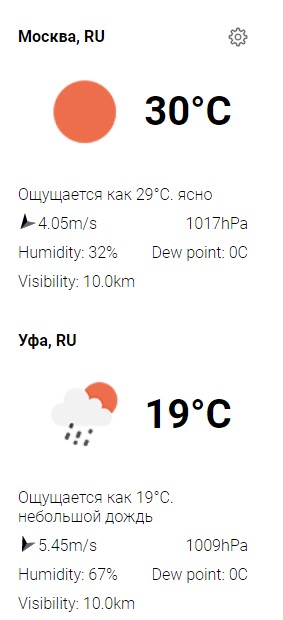 Москва, RU
30°C
Ощущается как 29°C. ясно
4.05m/s 1017hPa
Humidity: 32% Dew point: 0C
Visibility: 10.0km
Уфа, RU
19°C
Ощущается как 19°C.
небольшой дождь
5.45m/s 1009hPa
Humidity: 67% Dew point: 0C
Visibility: 10.0km